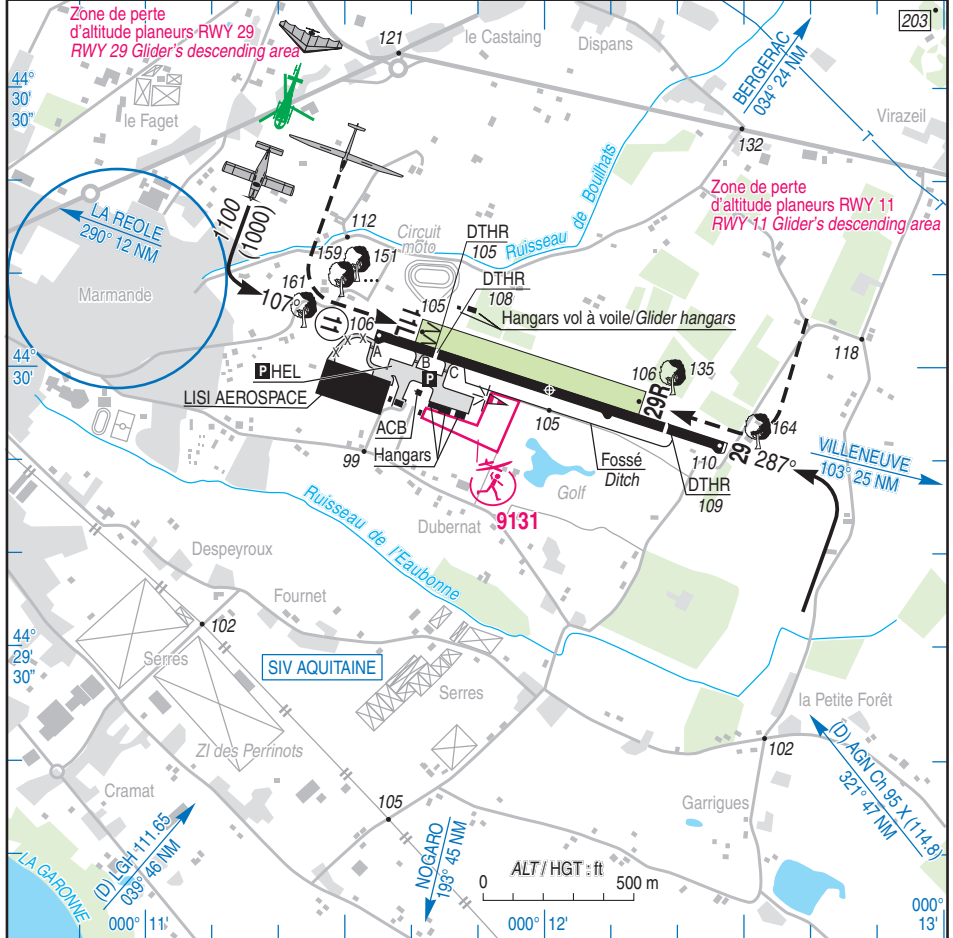 Zone de perte
d'altitude planeurs RWY 29
RWY 29 Glider's descending area
121
le Castaing
Dispans
203
44°
30'
30"
le Faget
BERGERAC
034° 24 NM
Virazeil
132
Zone de perte
d'altitude planeurs RWY 11
RWY 11 Glider's descending area
LA REOLE
290° 12 NM
1100
(1000)
112
Circuit
moto
Ruisseau de Bouilhats
159
151
...
DTHR
105
DTHR
108
Marmande
161
107°
11
106
105
11L
Hangars vol à voile/Glider hangars
118
44°
30'
P HEL
A
B
C
P
106
135
29R
LISI AEROSPACE
ACB
Hangars
99
105
Fossé
Ditch
164
29
287°
110
DTHR
109
VILLENEUVE
103° 25 NM
Golf
9131
Dubernat
Ruisseau de l'Eaubonne
Despeyroux
Fournet
102
44°
29'
30"
Serres
SIV AQUITAINE
Serres
la Petite Forêt
ZI des Perrinots
102
(D) AGN Ch 95 X (114.8)
321° 47 NM
Cramat
105
Garrigues
(D) LGH 111.65
039° 46 NM
NOGARO
193° 45 NM
ALT / HGT : ft
0
500 m
LA GARONNE
000° 11'
000° 12'
000°
13'